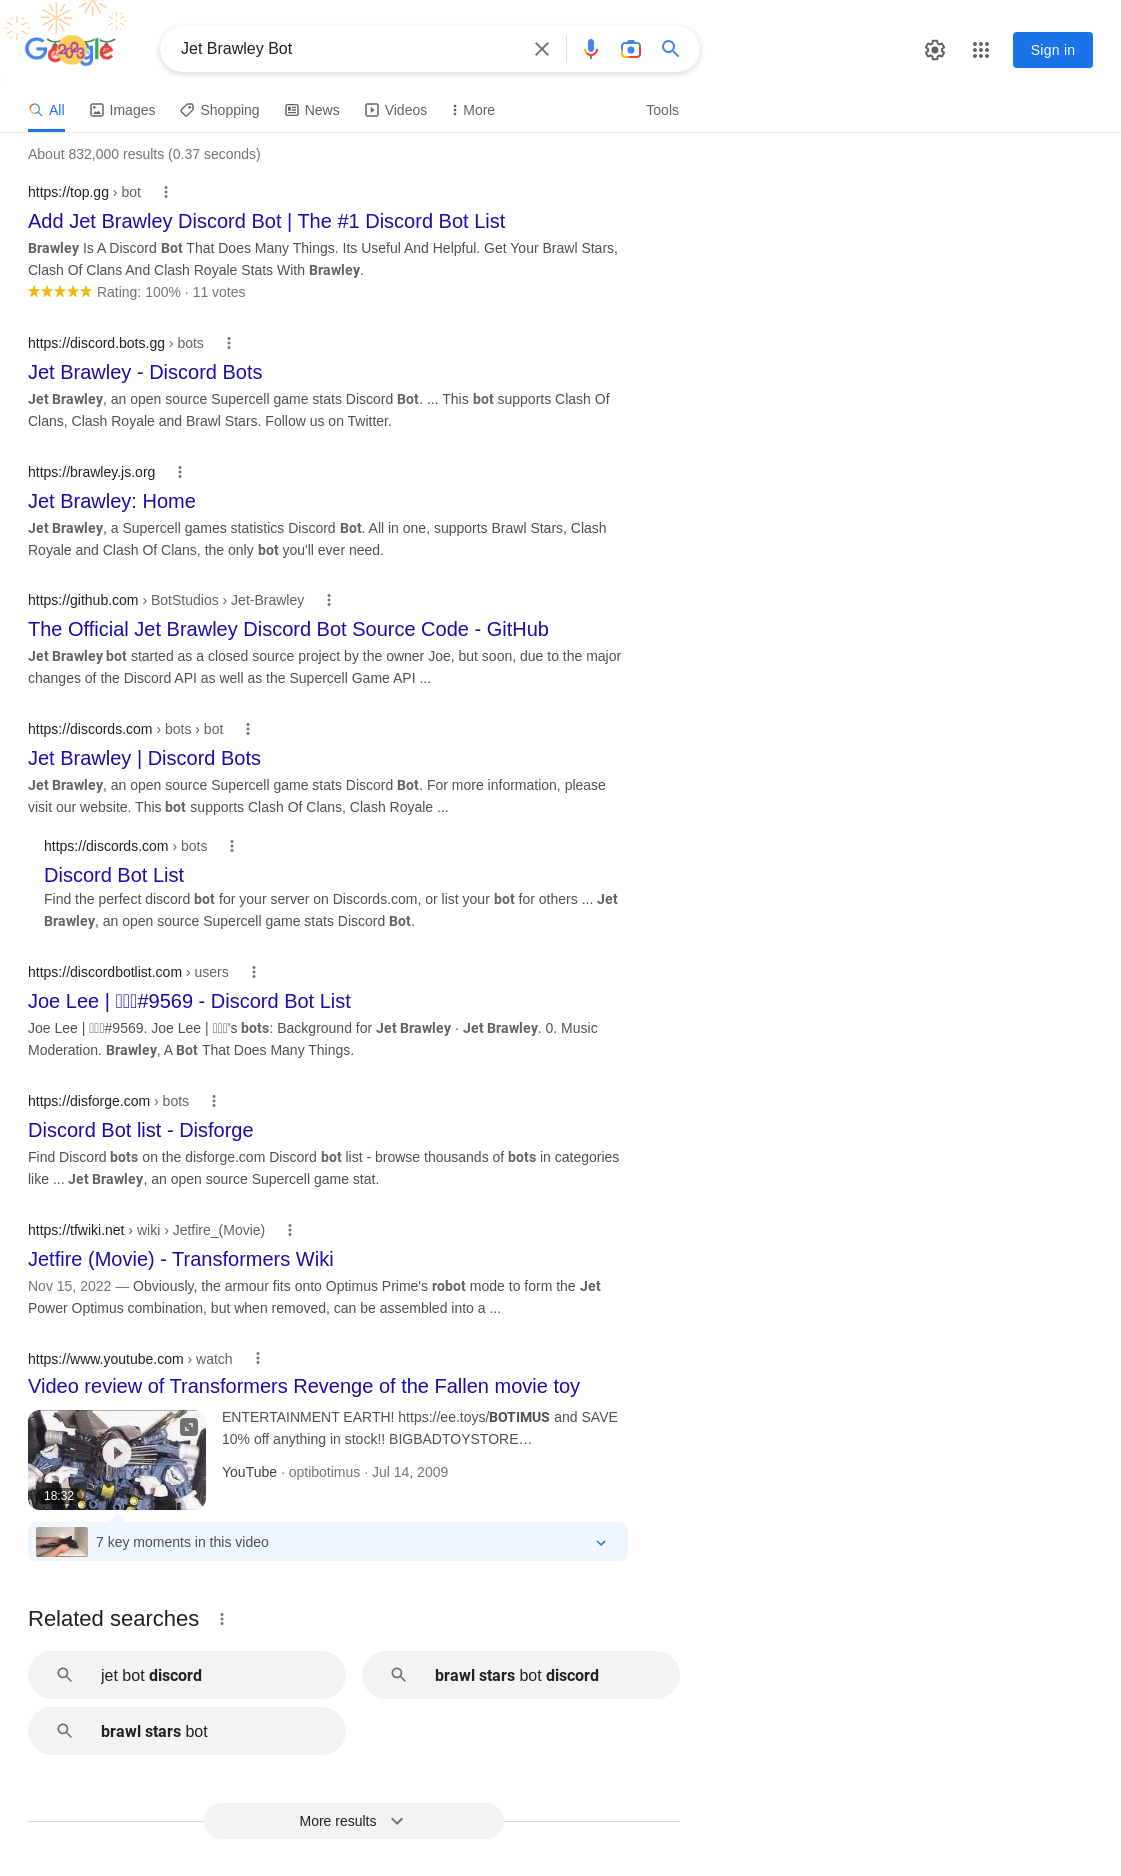 Google
2023
Jet Brawley Bot
Sign in
All
Images
Shopping
News
Videos
More
Tools
About 832,000 results (0.37 seconds)
https://top.gg › bot
Add Jet Brawley Discord Bot | The #1 Discord Bot List
Brawley Is A Discord Bot That Does Many Things. Its Useful And Helpful. Get Your Brawl Stars,
Clash Of Clans And Clash Royale Stats With Brawley.
Rating: 100% · 11 votes
https://discord.bots.gg › bots
Jet Brawley - Discord Bots
Jet Brawley, an open source Supercell game stats Discord Bot. ... This bot supports Clash Of
Clans, Clash Royale and Brawl Stars. Follow us on Twitter.
https://brawley.js.org
Jet Brawley: Home
Jet Brawley, a Supercell games statistics Discord Bot. All in one, supports Brawl Stars, Clash
Royale and Clash Of Clans, the only bot you'll ever need.
https://github.com › BotStudios › Jet-Brawley
The Official Jet Brawley Discord Bot Source Code - GitHub
Jet Brawley bot started as a closed source project by the owner Joe, but soon, due to the major
changes of the Discord API as well as the Supercell Game API ...
https://discords.com › bots › bot
Jet Brawley | Discord Bots
Jet Brawley, an open source Supercell game stats Discord Bot. For more information, please
visit our website. This bot supports Clash Of Clans, Clash Royale ...
https://discords.com › bots
Discord Bot List
Find the perfect discord bot for your server on Discords.com, or list your bot for others ... Jet
Brawley, an open source Supercell game stats Discord Bot.
https://discordbotlist.com › users
Joe Lee | #9569 - Discord Bot List
Joe Lee | #9569. Joe Lee | 's bots: Background for Jet Brawley · Jet Brawley. 0. Music
Moderation. Brawley, A Bot That Does Many Things.
https://disforge.com › bots
Discord Bot list - Disforge
Find Discord bots on the disforge.com Discord bot list - browse thousands of bots in categories
like ... Jet Brawley, an open source Supercell game stat.
https://tfwiki.net › wiki › Jetfire_(Movie)
Jetfire (Movie) - Transformers Wiki
Nov 15, 2022 — Obviously, the armour fits onto Optimus Prime's robot mode to form the Jet
Power Optimus combination, but when removed, can be assembled into a ...
https://www.youtube.com › watch
Video review of Transformers Revenge of the Fallen movie toy
ENTERTAINMENT EARTH! https://ee.toys/BOTIMUS and SAVE
10% off anything in stock!! BIGBADTOYSTORE…
YouTube · optibotimus · Jul 14, 2009
18:32
7 key moments in this video
Related searches
jet bot discord
brawl stars bot discord
brawl stars bot
More results